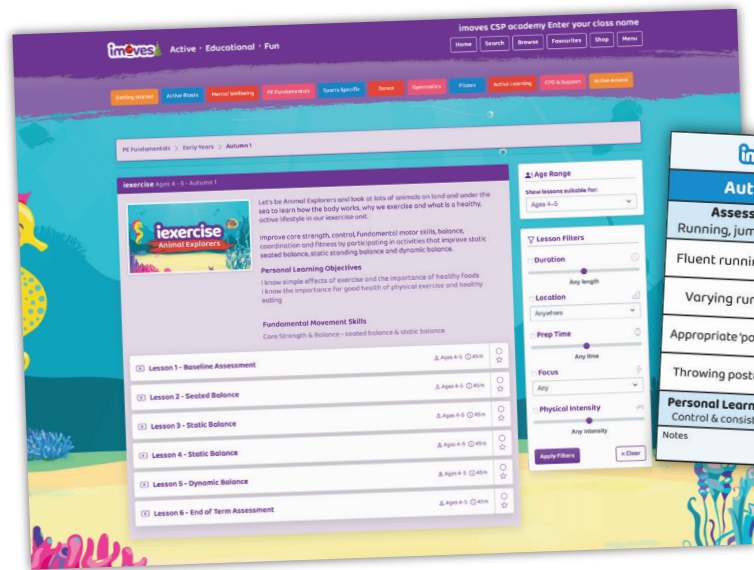 imoves Active · Educational · Fun
imoves CSP academy Enter your class name
Home Search Browse Favourites Shop Menu
Getting started Active Blasts Mental Wellbeing PE Fundamentals Sports Specific Dance Gymnastics Pilates Active Learning CPD & Support Active Around
PE Fundamentals > Early Years > Autumn 1
iexercise Ages 4 - 5 - Autumn 1
iexercise
Animal Explorers
Let's be Animal Explorers and look at lots of animals on land and under the
sea to learn how the body works, why we exercise and what is a healthy,
active lifestyle in our iexercise unit.
Improve core strength, control, fundamental motor skills, balance,
coordination and fitness by participating in activities that improve static
seated balance, static standing balance and dynamic balance.
Personal Learning Objectives
I know simple effects of exercise and the importance of healthy foods
I know the importance for good health of physical exercise and healthy
eating
Fundamental Movement Skills
Core Strength & Balance - seated balance & static balance
Lesson 1 - Baseline Assessment Ages 4-5 45m
Lesson 2 - Seated Balance Ages 4-5 45m
Lesson 3 - Static Balance Ages 4-5 45m
Lesson 4 - Static Balance Ages 4-5 45m
Lesson 5 - Dynamic Balance Ages 4-5 45m
Lesson 6 - End of Term Assessment Ages 4-5 45m
Age Range
Show lessons suitable for:
Ages 4-5
Lesson Filters
Duration
Any length
Location
Anywhere
Prep Time
Any time
Focus
Any
Physical Intensity
Any intensity
Apply Filters × Clear
im
Aut
Assess
Running, jum
Fluent runni
Varying run
Appropriate 'po
Throwing post
Personal Learn
Control & consist
Notes